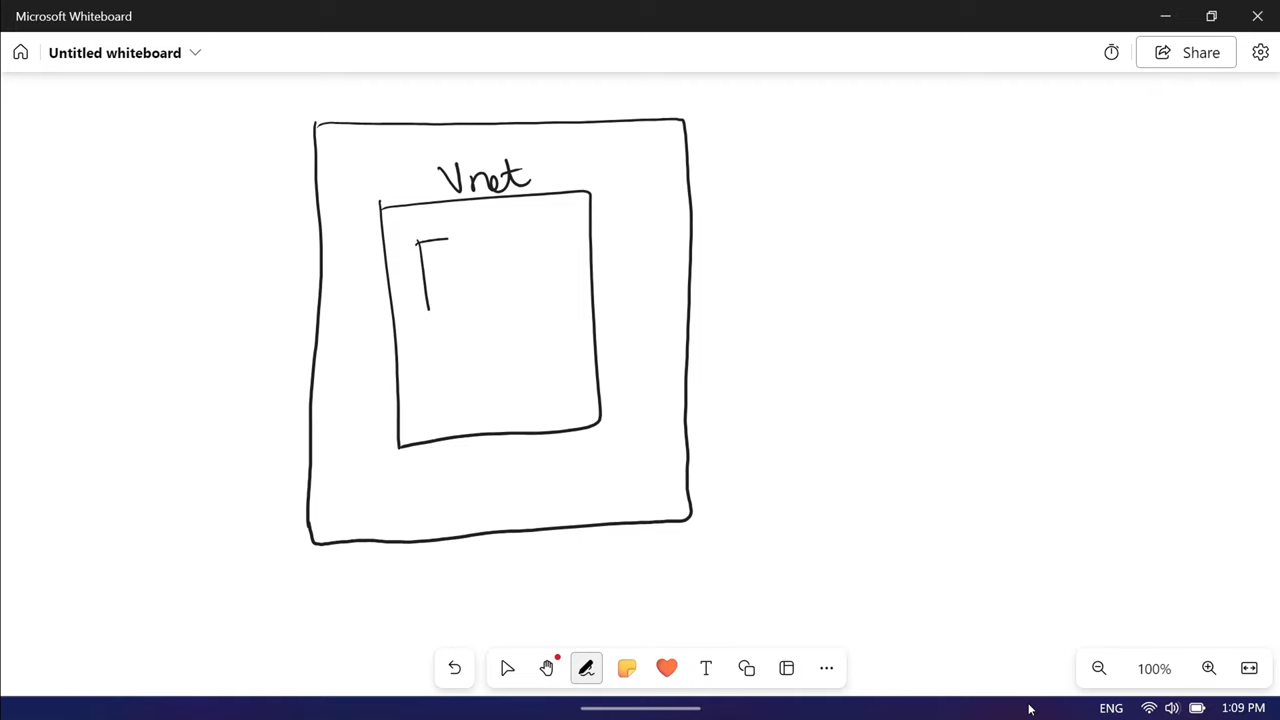 Microsoft Whiteboard
Untitled whiteboard
Share
Vnet
100%
ENG
1:09 PM